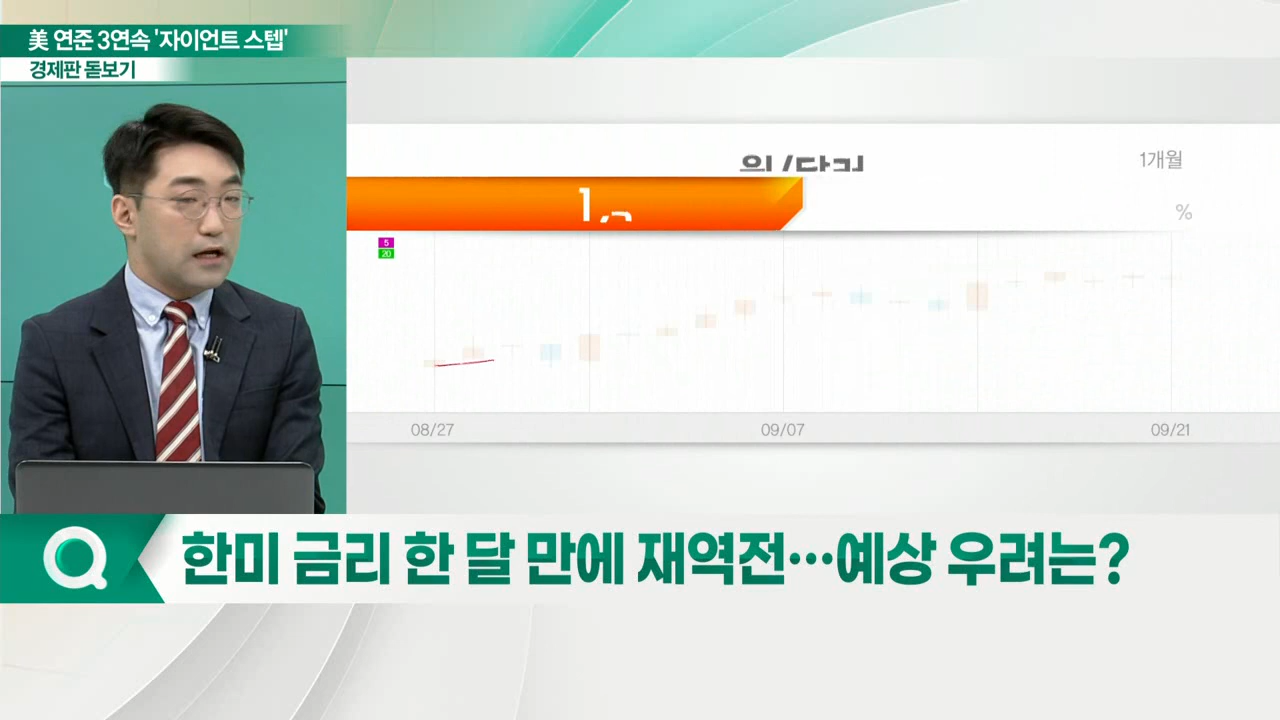 美 연준 3연속 '자이언트 스텝'
경제판 돋보기
1개월
%
5
20
08/27
09/07
09/21
한미 금리 한 달 만에 재역전…예상 우려는?